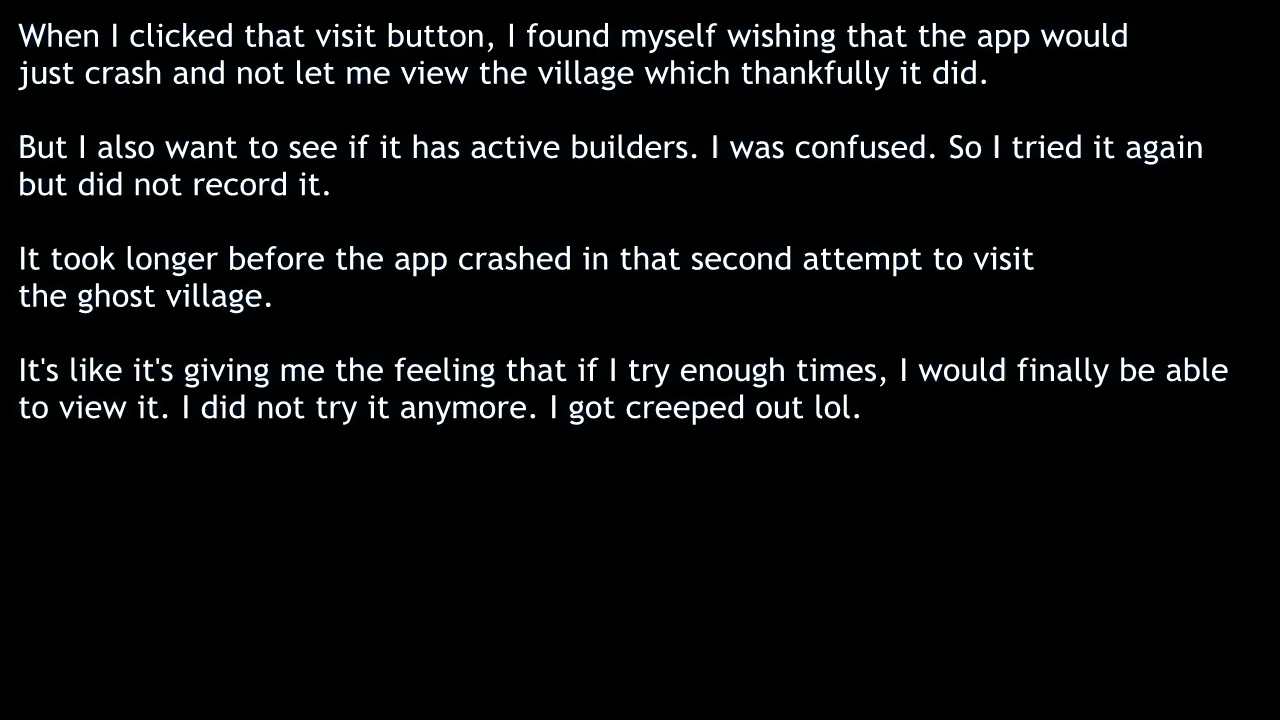 When I clicked that visit button, I found myself wishing that the app would
just crash and not let me view the village which thankfully it did.
But I also want to see if it has active builders. I was confused. So I tried it again
but did not record it.
It took longer before the app crashed in that second attempt to visit
the ghost village.
It's like it's giving me the feeling that if I try enough times, I would finally be able
to view it. I did not try it anymore. I got creeped out lol.